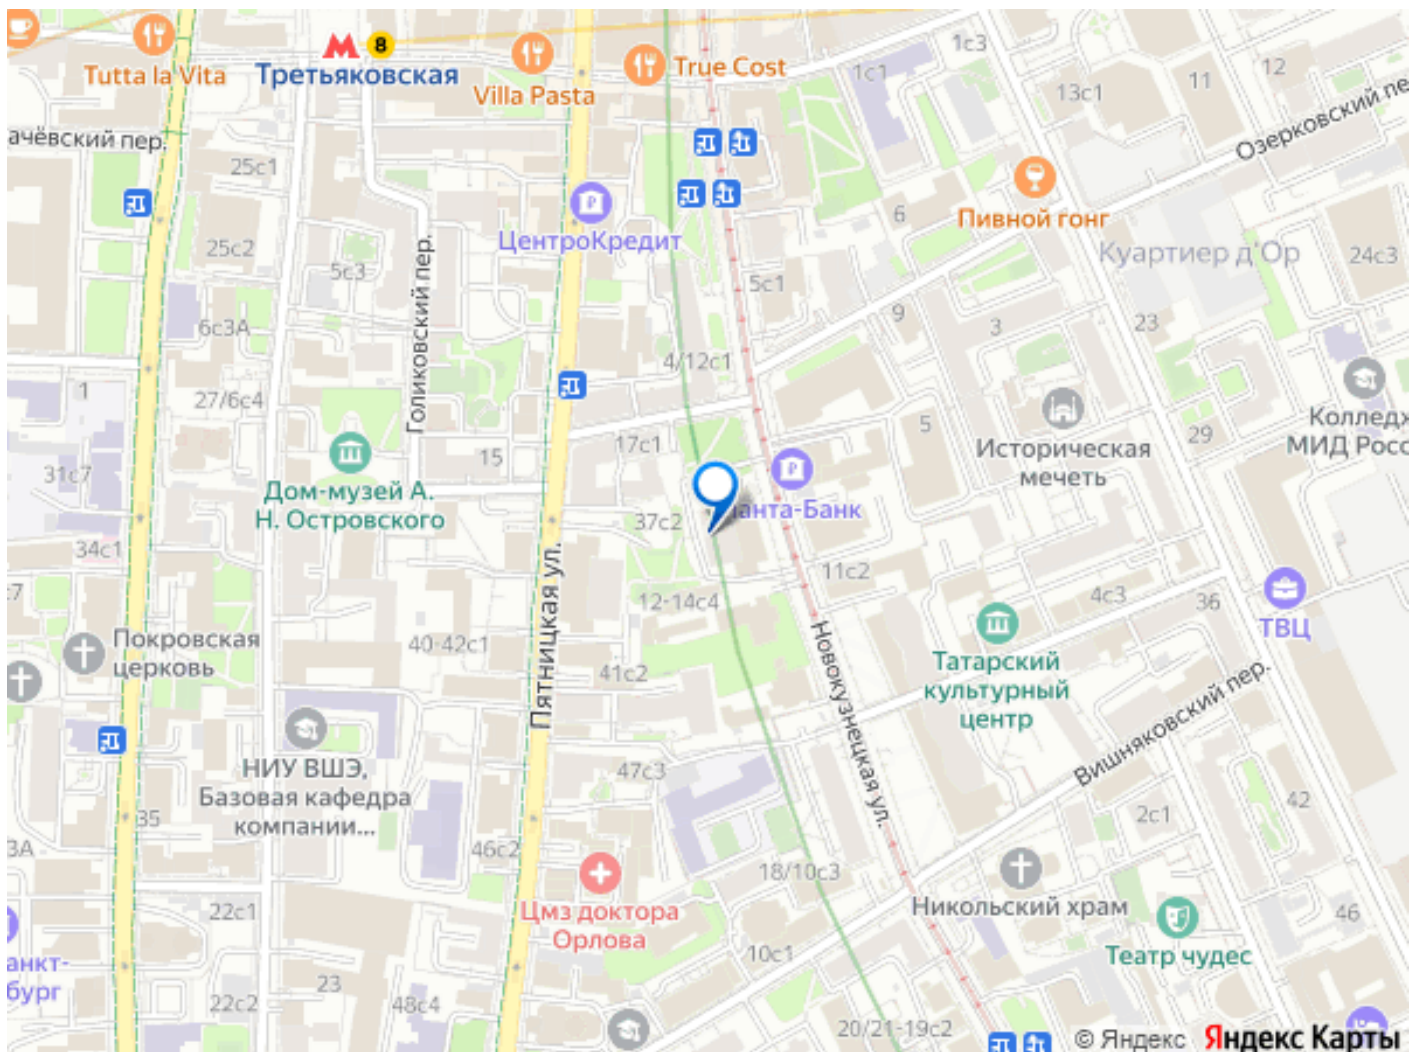 8
Третьяковская
Tutta la Vita
Villa Pasta
True Cost
1с3
1с1
13с1
11
12
Озерковский пе
ачёвский пер.
25с1
Пивной гонг
6
ЦентроКредит
25с2
5с3
Голиковский пер.
5с1
Куартиер д'Ор
24с3
6с3А
9
3
23
4/12с1
1
27/6с4
5
Историческая
мечеть
29
Колледж
МИД Росс
31с7
15
17с1
Дом-музей А.
Н. Островского
37с2
анта-Банк
34с1
Пятницкая ул.
11с2
:7
12-14с4
4с3
36
ТВЦ
Покровская
церковь
40-42с1
41с2
Новокузнецкая ул.
Татарский
культурный
центр
Вишняковский пер.
НИУ ВШЭ,
Базовая кафедра
компании...
47с3
35
3А
46с2
2с1
42
18/10с3
Цмз доктора
Орлова
Никольский храм
22с1
46
10с1
Театр чудес
анкт-
бург
23
22с2
48с4
20/21-19с2
© Яндекс Яндекс Карты